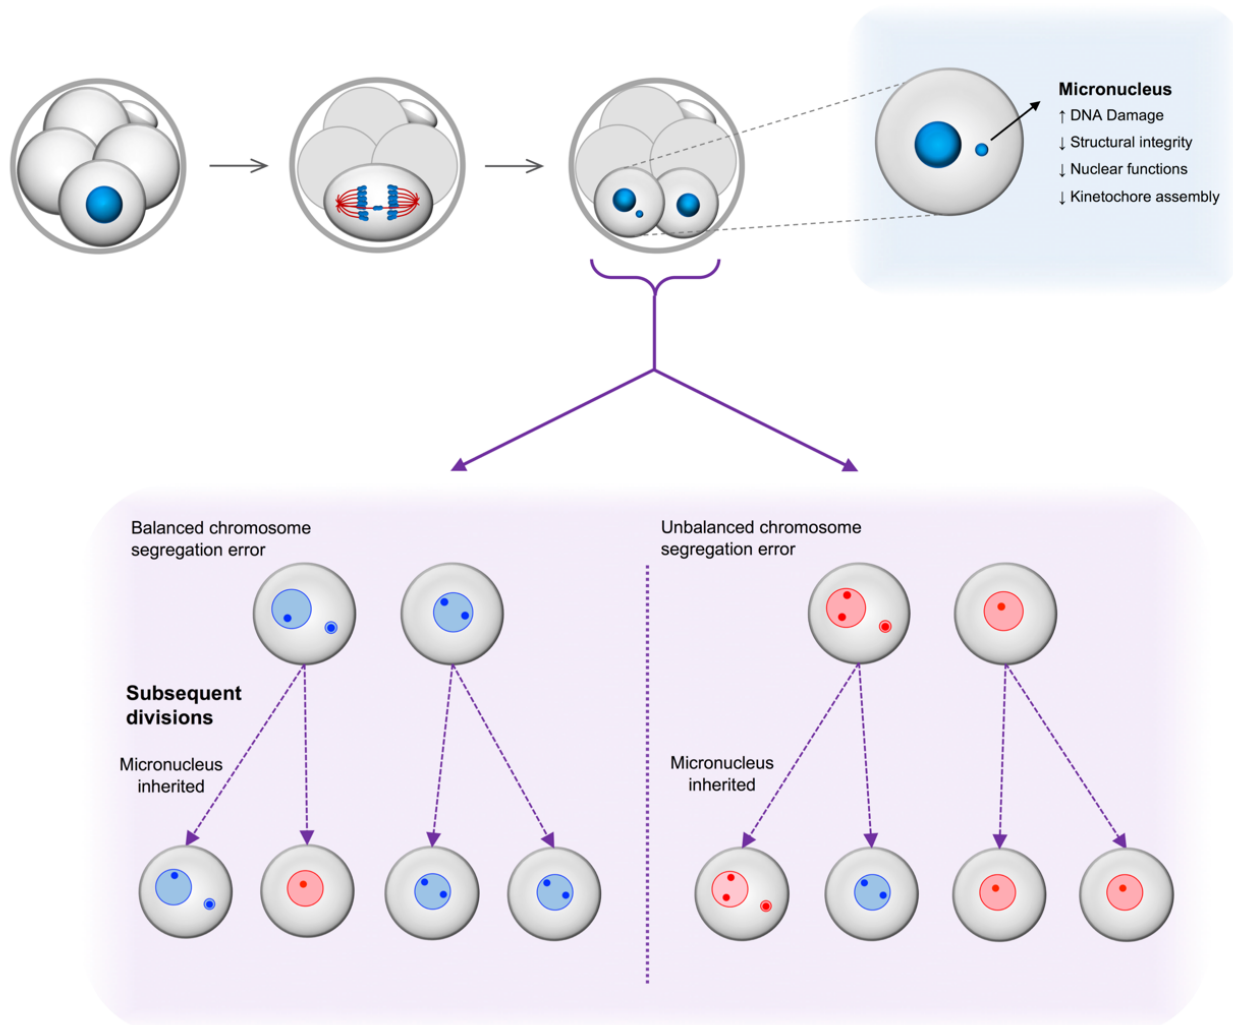 Micronucleus
↑ DNA Damage
↓ Structural integrity
↓ Nuclear functions
↓ Kinetochore assembly
Balanced chromosome
segregation error
Unbalanced chromosome
segregation error
Subsequent
divisions
Micronucleus
inherited
Micronucleus
inherited